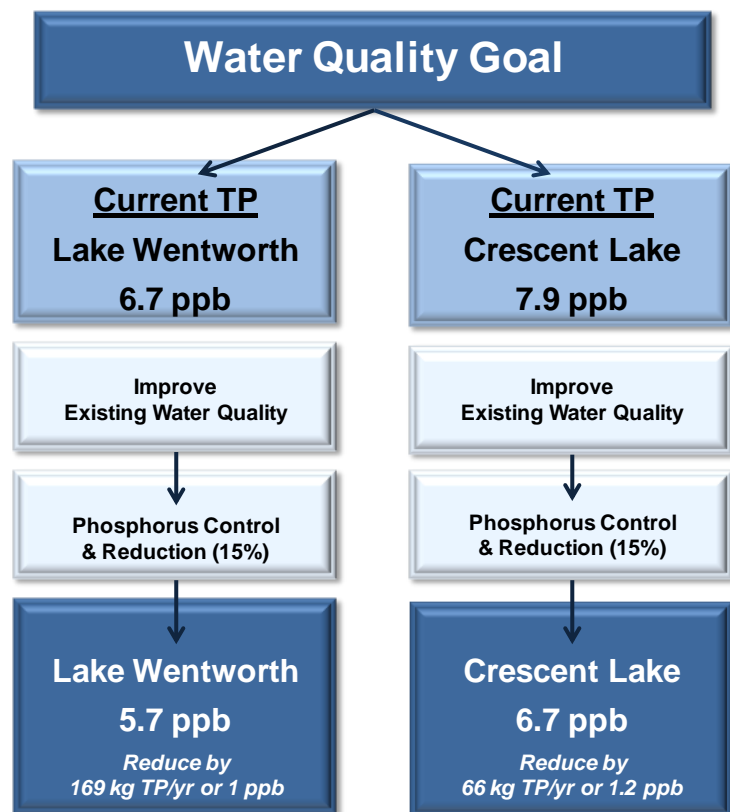 Water Quality Goal
Current TP
Lake Wentworth
6.7 ppb
Current TP
Crescent Lake
7.9 ppb
Improve
Existing Water Quality
Improve
Existing Water Quality
Phosphorus Control
& Reduction (15%)
Phosphorus Control
& Reduction (15%)
Lake Wentworth
5.7 ppb
Reduce by
169 kg TP/yr or 1 ppb
Crescent Lake
6.7 ppb
Reduce by
66 kg TP/yr or 1.2 ppb